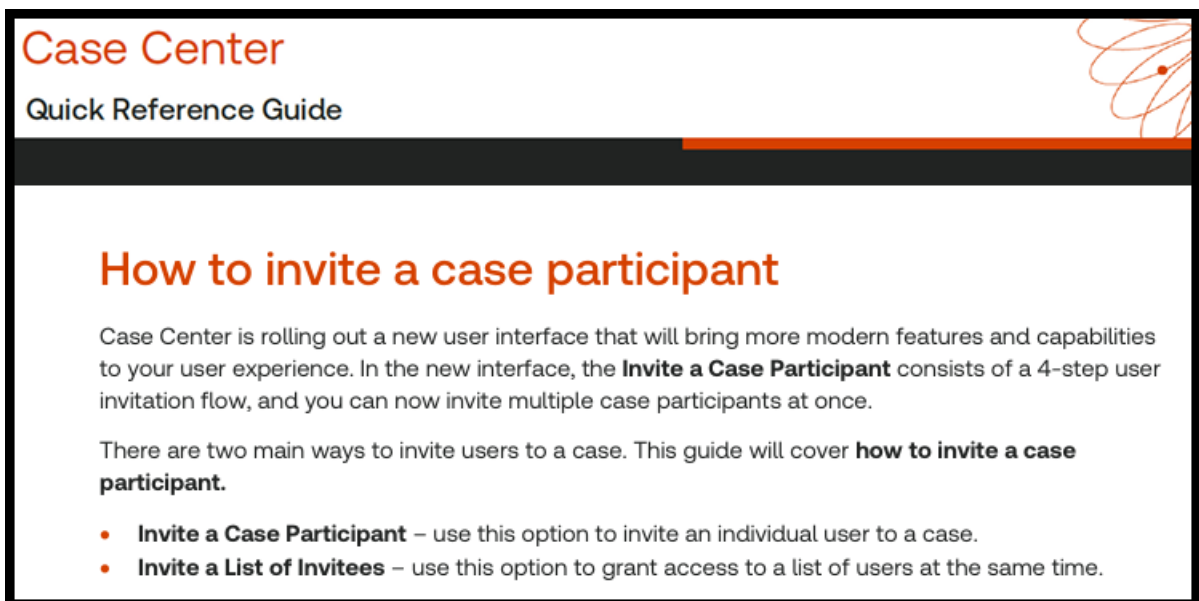 Case Center
Quick Reference Guide
How to invite a case participant
Case Center is rolling out a new user interface that will bring more modern features and capabilities
to your user experience. In the new interface, the Invite a Case Participant consists of a 4-step user
invitation flow, and you can now invite multiple case participants at once.
There are two main ways to invite users to a case. This guide will cover how to invite a case
participant.
• Invite a Case Participant – use this option to invite an individual user to a case.
• Invite a List of Invitees – use this option to grant access to a list of users at the same time.